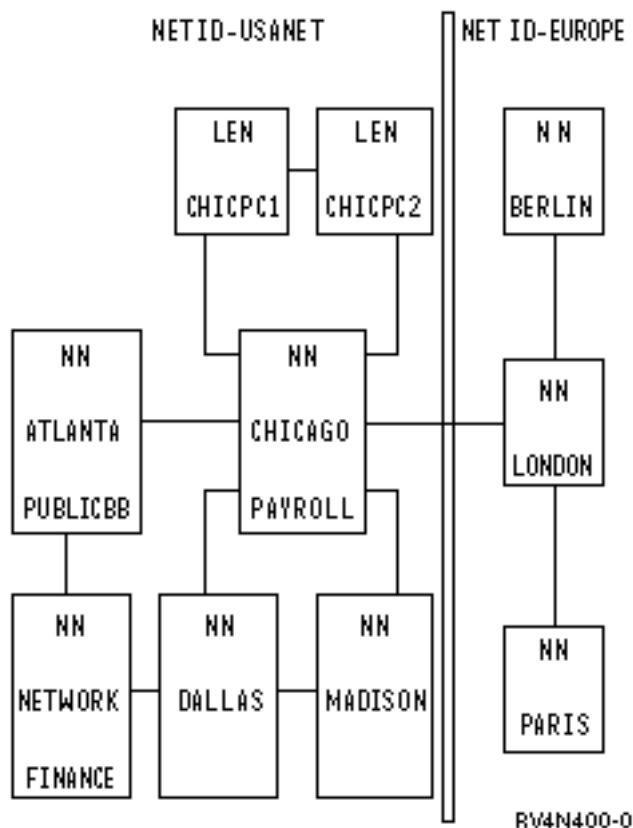 NETID-USANET
NET ID-EUROPE
LEN
CHICPC1
LEN
CHICPC2
NN
BERLIN
NN
ATLANTA
PUBLICBB
NN
CHICAGO
PAYROLL
NN
LONDON
NN
NETWORK
FINANCE
NN
DALLAS
NN
MADISON
NN
PARIS
RV4N400-0